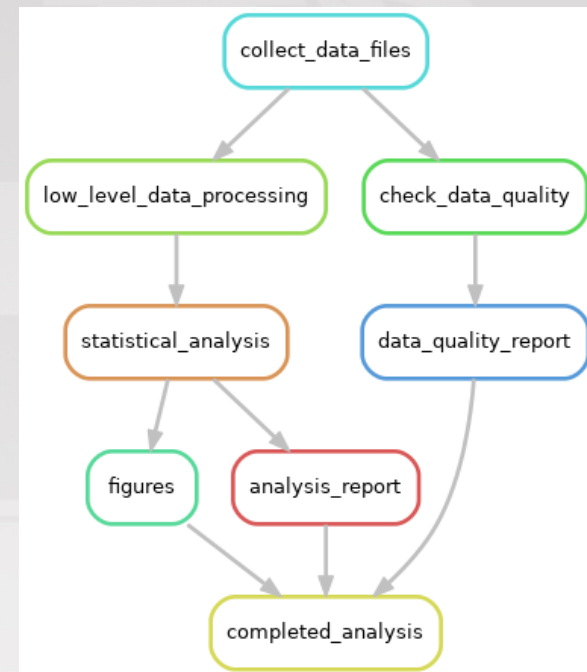 collect_data_files
low_level_data_processing
check_data_quality
statistical_analysis
data_quality_report
figures
analysis_report
completed_analysis